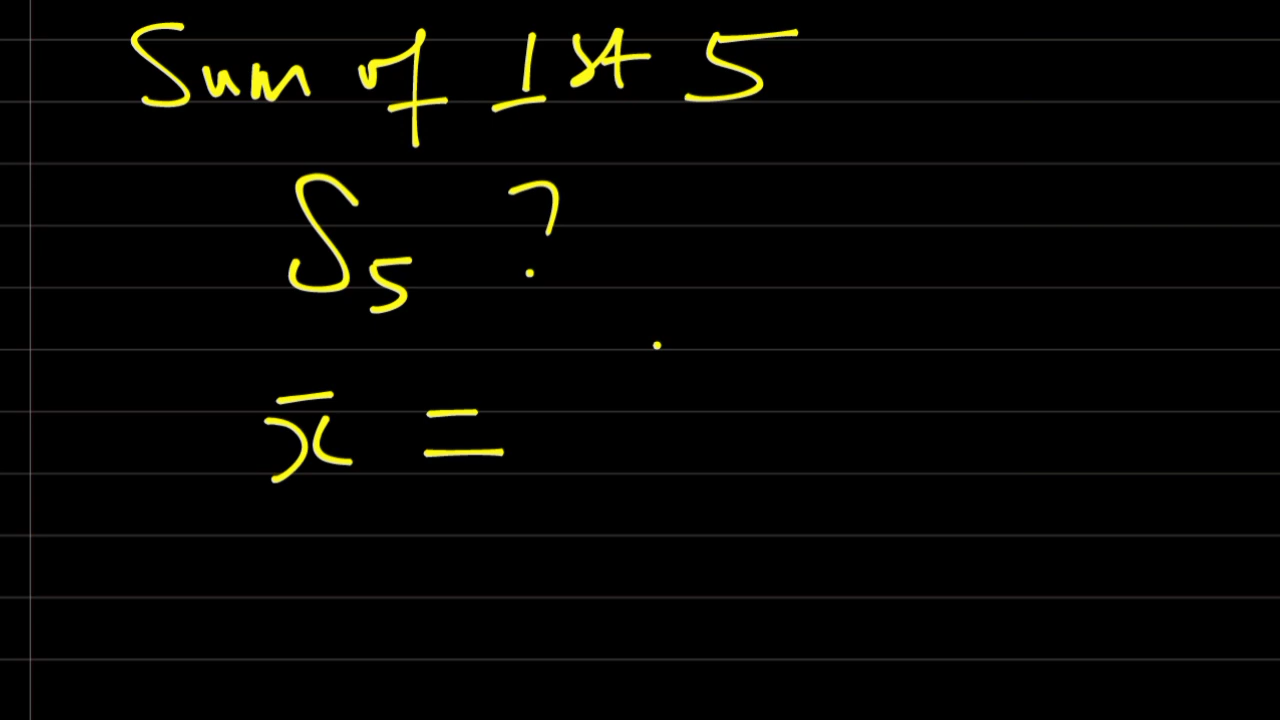 Sum of 1st 5
S₅ ?
x̄ =